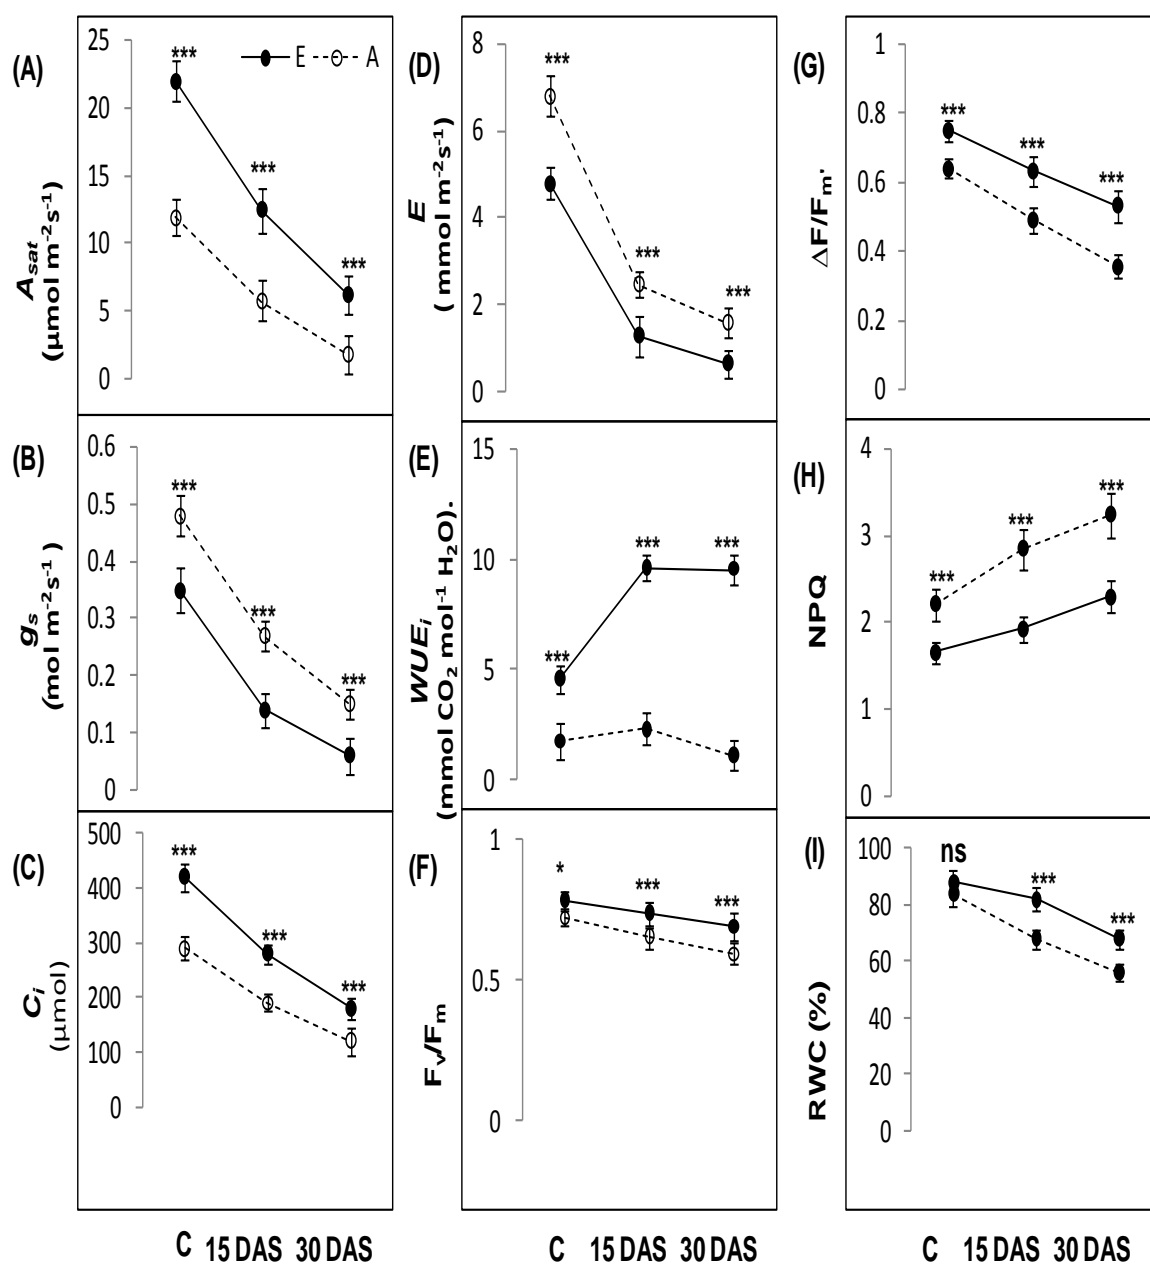 (A)
A_sat
(µmol m⁻²s⁻¹)
25
20
15
10
5
0
E A
***
***
***
(B)
g_s
(mol m⁻²s⁻¹ )
0.6
0.5
0.4
0.3
0.2
0.1
0
***
***
***
(C)
C_i
(µmol)
500
400
300
200
100
0
***
***
***
C 15 DAS 30 DAS
(D)
E
( mmol m⁻²s⁻¹)
8
6
4
2
0
***
***
***
(E)
WUE_i
(mmol CO₂ mol⁻¹ H₂O).
15
10
5
0
***
***
***
(F)
Fᵥ/Fₘ
1
0.5
0
*
***
***
C 15 DAS 30 DAS
(G)
ΔF/Fₘ'
1
0.8
0.6
0.4
0.2
0
***
***
***
(H)
NPQ
4
3
2
1
0
***
***
***
(I)
RWC (%)
100
80
60
40
20
0
ns
***
***
C 15 DAS 30 DAS